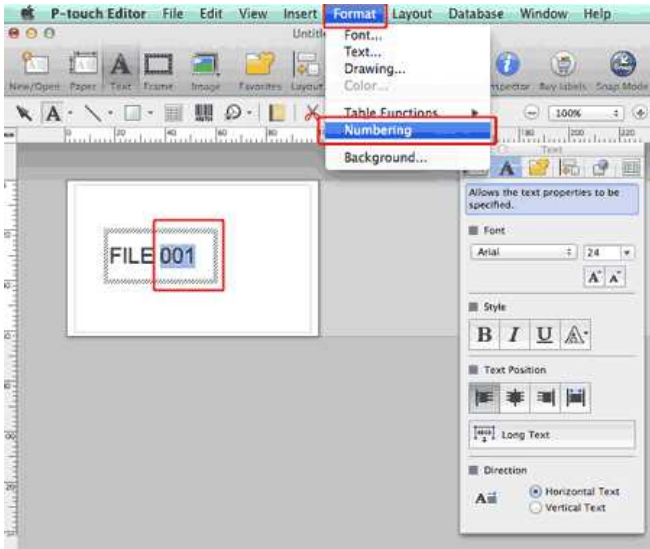 P-touch Editor File Edit View Insert Format Layout Database Window Help
Font...
Text...
Drawing...
Color...
Table Functions
Numbering
Background...
New/Open Paper Text Frame Image Favorites Layout
Buy labels Snap Mode
100%
Text
Allows the text properties to be
specified.
Font
Arial 24
Style
B I U A
Text Position
Long Text
Direction
Horizontal Text
Vertical Text
FILE 001